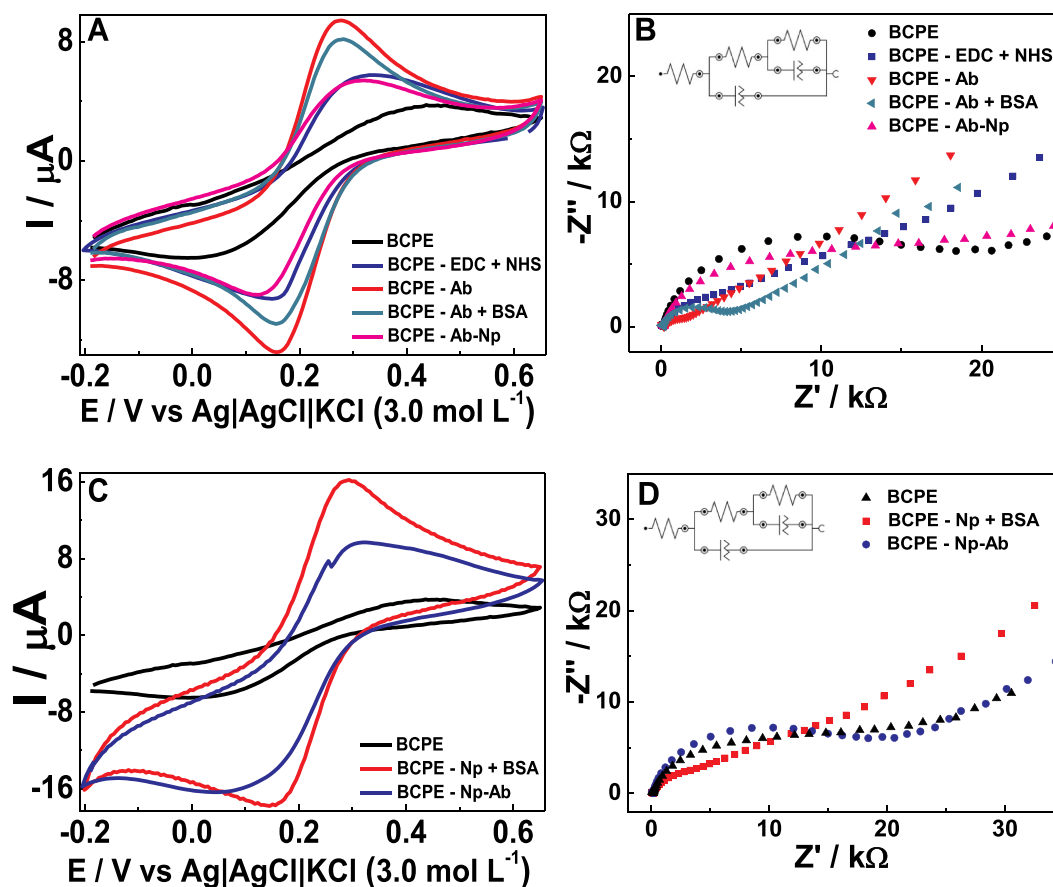 A
8
0
-8
I / μA
BCPE
BCPE - EDC + NHS
BCPE - Ab
BCPE - Ab + BSA
BCPE - Ab-Np
-0.2 0.0 0.2 0.4 0.6
E / V vs Ag|AgCl|KCl (3.0 mol L⁻¹)
B
20
10
0
-Z'' / kΩ
BCPE
BCPE - EDC + NHS
BCPE - Ab
BCPE - Ab + BSA
BCPE - Ab-Np
0 10 20
Z' / kΩ
C
16
8
0
-8
-16
I / μA
BCPE
BCPE - Np + BSA
BCPE - Np-Ab
-0.2 0.0 0.2 0.4 0.6
E / V vs Ag|AgCl|KCl (3.0 mol L⁻¹)
D
30
20
10
0
-Z'' / kΩ
BCPE
BCPE - Np + BSA
BCPE - Np-Ab
0 10 20 30
Z' / kΩ